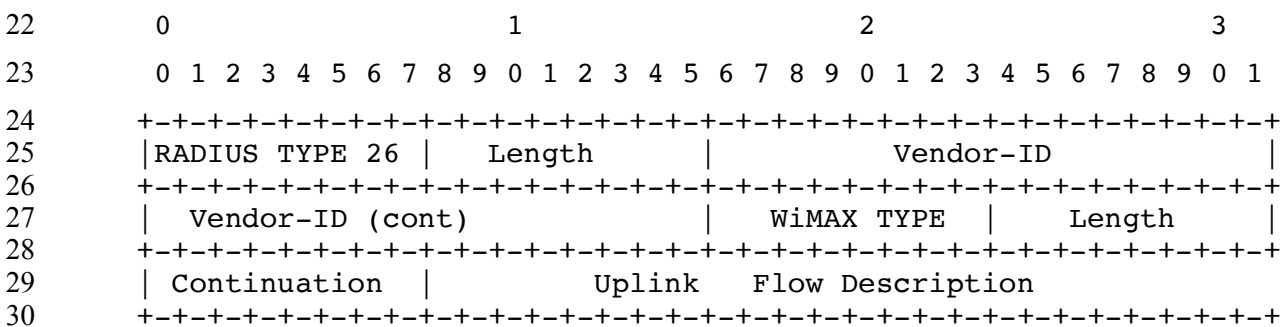 22 0 1 2 3
23 0 1 2 3 4 5 6 7 8 9 0 1 2 3 4 5 6 7 8 9 0 1 2 3 4 5 6 7 8 9 0 1
24 +-+-+-+-+-+-+-+-+-+-+-+-+-+-+-+-+-+-+-+-+-+-+-+-+-+-+-+-+-+-+-+-+
25 |RADIUS TYPE 26 | Length | Vendor-ID |
26 +-+-+-+-+-+-+-+-+-+-+-+-+-+-+-+-+-+-+-+-+-+-+-+-+-+-+-+-+-+-+-+-+
27 | Vendor-ID (cont) | WiMAX TYPE | Length |
28 +-+-+-+-+-+-+-+-+-+-+-+-+-+-+-+-+-+-+-+-+-+-+-+-+-+-+-+-+-+-+-+-+
29 | Continuation | Uplink Flow Description
30 +-+-+-+-+-+-+-+-+-+-+-+-+-+-+-+-+-+-+-+-+-+-+-+-+-+-+-+-+-+-+-+-+